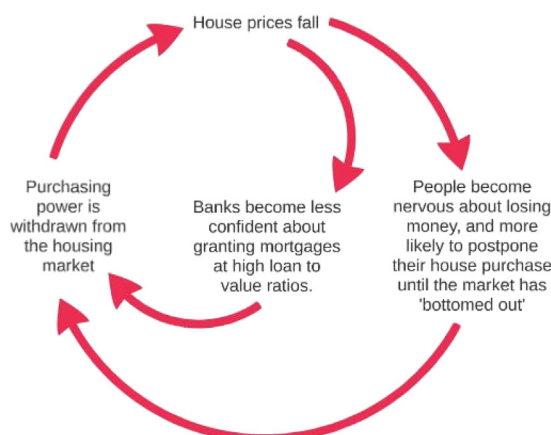 House prices fall
Purchasing
power is
withdrawn from
the housing
market
Banks become less
confident about
granting mortgages
at high loan to
value ratios.
People become
nervous about losing
money, and more
likely to postpone
their house purchase
until the market has
'bottomed out'